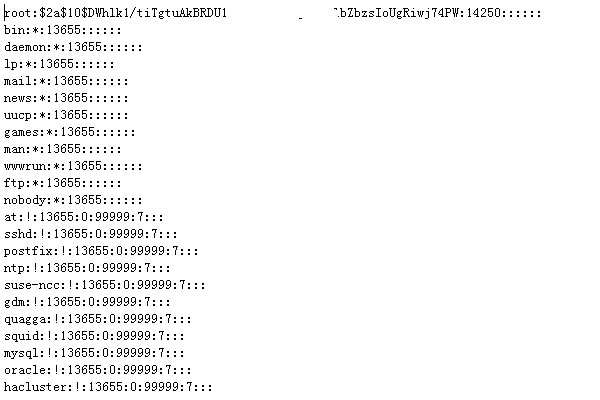 root:$2a$10$DWhlk1/tiTgtuAkBRDU1 bZbzsIoUgRiwj74PW:14250::::::
bin:*:13655::::::
daemon:*:13655::::::
lp:*:13655::::::
mail:*:13655::::::
news:*:13655::::::
uucp:*:13655::::::
games:*:13655::::::
man:*:13655::::::
wwwrun:*:13655::::::
ftp:*:13655::::::
nobody:*:13655::::::
at:!:13655:0:99999:7:::
sshd:!:13655:0:99999:7:::
postfix:!:13655:0:99999:7:::
ntp:!:13655:0:99999:7:::
suse-ncc:!:13655:0:99999:7:::
gdm:!:13655:0:99999:7:::
quagga:!:13655:0:99999:7:::
squid:!:13655:0:99999:7:::
mysql:!:13655:0:99999:7:::
oracle:!:13655:0:99999:7:::
hacluster:!:13655:0:99999:7:::